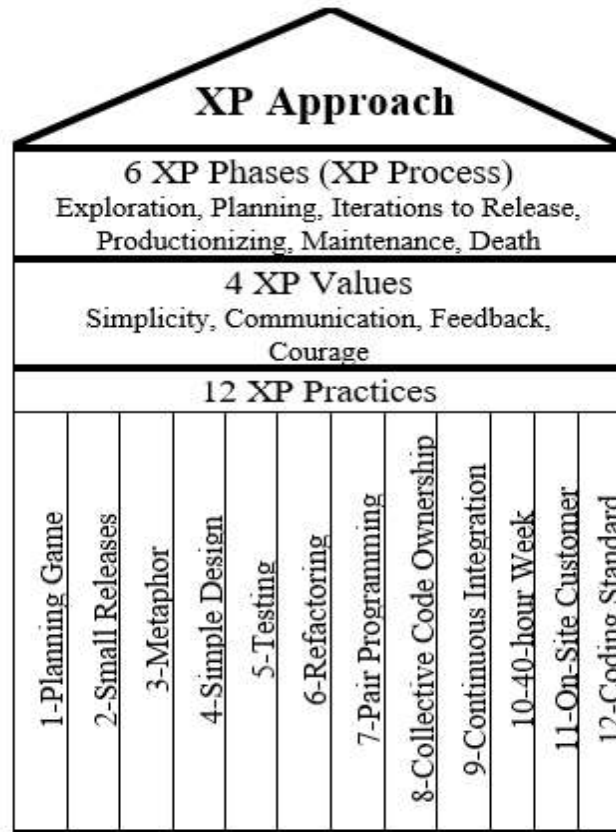 XP Approach
6 XP Phases (XP Process)
Exploration, Planning, Iterations to Release,
Productionizing, Maintenance, Death
4 XP Values
Simplicity, Communication, Feedback,
Courage
12 XP Practices
1-Planning Game
2-Small Releases
3-Metaphor
4-Simple Design
5-Testing
6-Refactoring
7-Pair Programming
8-Collective Code Ownership
9-Continuous Integration
10-40-hour Week
11-On-Site Customer
12-Coding Standard